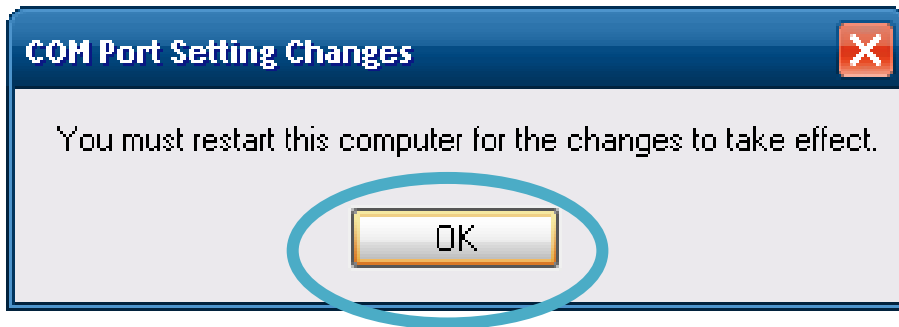 COM Port Setting Changes
You must restart this computer for the changes to take effect.
OK